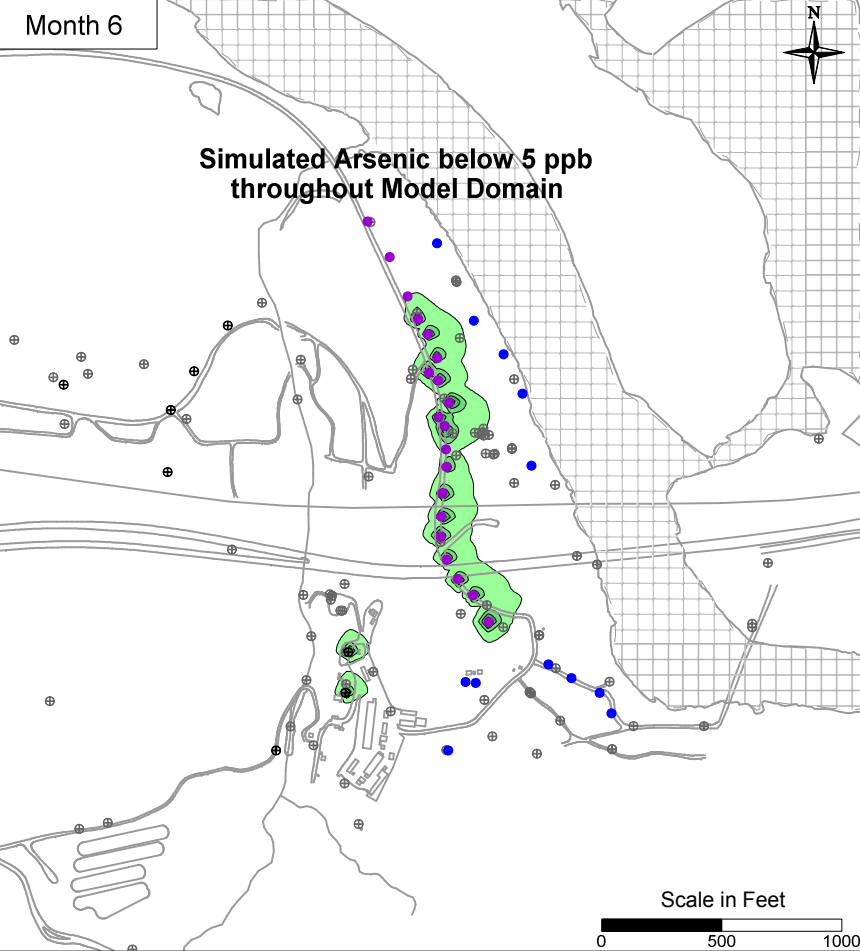 Month 6
N
Simulated Arsenic below 5 ppb
throughout Model Domain
Scale in Feet
0 500 1000